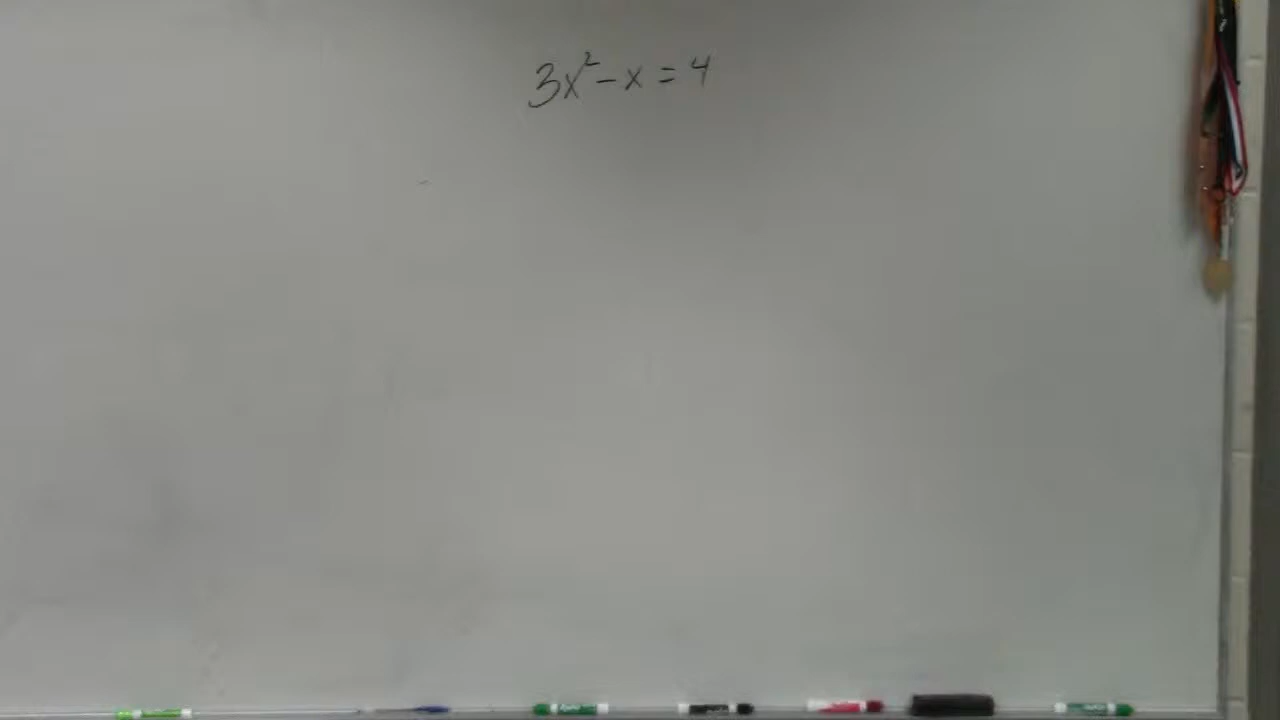 3x² - x = 4